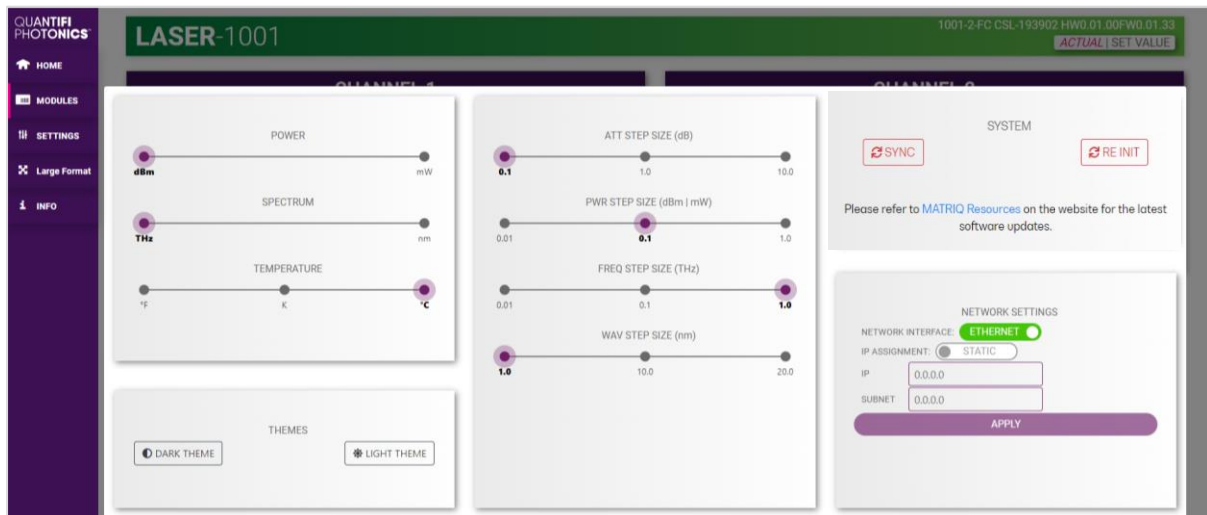 QUANTIFI
PHOTONICS
HOME
MODULES
SETTINGS
Large Format
INFO
LASER-1001
1001-2-FC CSL-193902 HW0.01.00FW0.01.33
ACTUAL | SET VALUE
CHANNEL 1
CHANNEL 2
POWER
dBm mW
SPECTRUM
THz nm
TEMPERATURE
°F K °C
THEMES
DARK THEME LIGHT THEME
ATT STEP SIZE (dB)
0.1 1.0 10.0
PWR STEP SIZE (dBm | mW)
0.01 0.1 1.0
FREQ STEP SIZE (THz)
0.01 0.1 1.0
WAV STEP SIZE (nm)
1.0 10.0 20.0
SYSTEM
SYNC RE INIT
Please refer to MATRIQ Resources on the website for the latest
software updates.
NETWORK SETTINGS
NETWORK INTERFACE: ETHERNET
IP ASSIGNMENT: STATIC
IP 0.0.0.0
SUBNET 0.0.0.0
APPLY